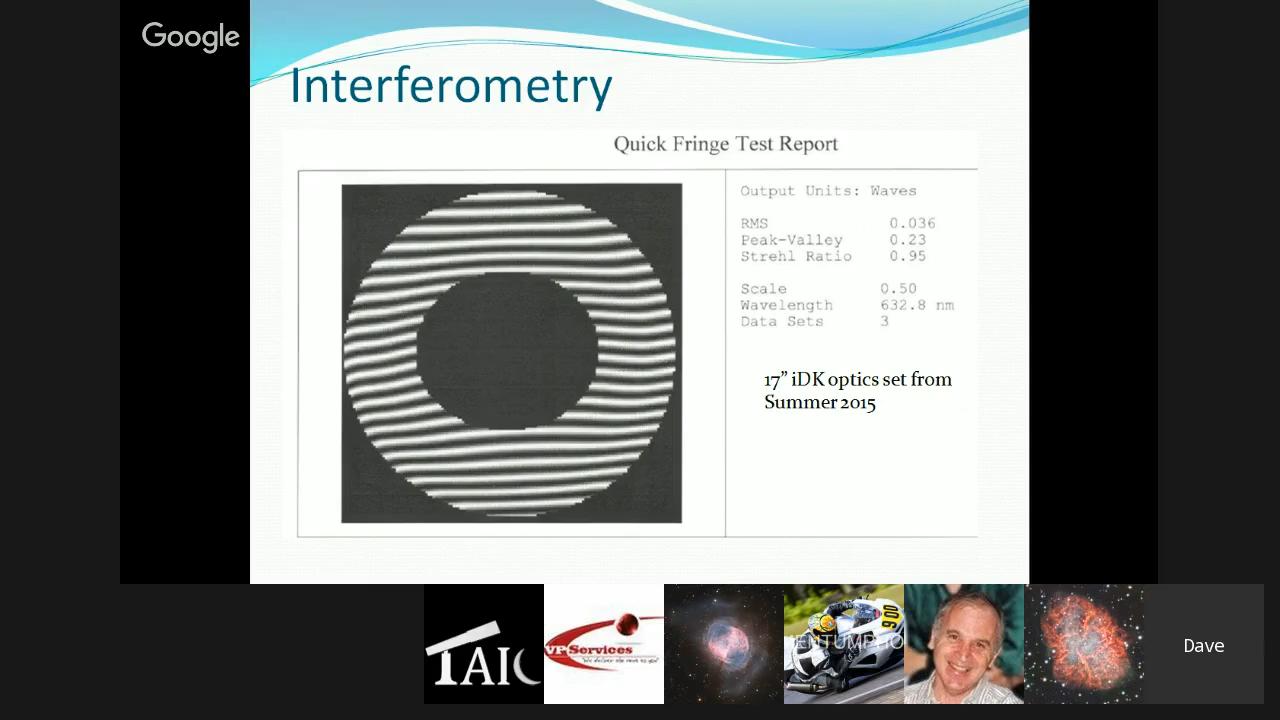 Google
Interferometry
Quick Fringe Test Report
Output Units: Waves
RMS 0.036
Peak-Valley 0.23
Strehl Ratio 0.95
Scale 0.50
Wavelength 632.8 nm
Data Sets 3
17” iDK optics set from
Summer 2015
TAIC
VPServices
900
Dave